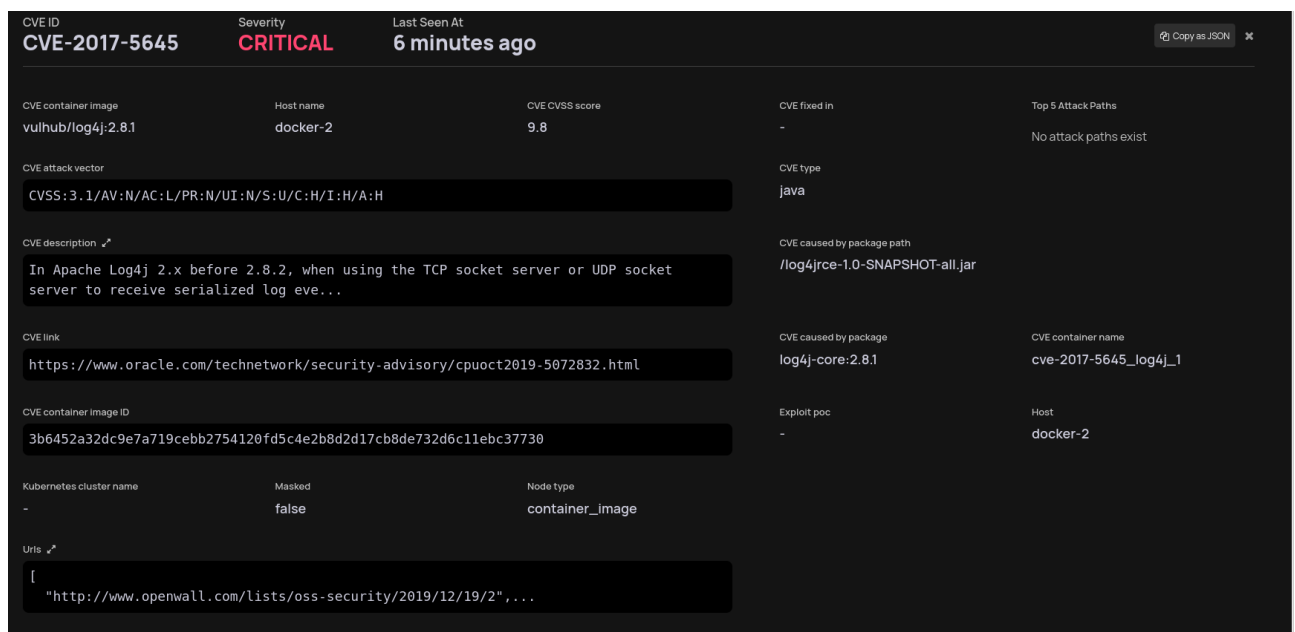 CVE ID
CVE-2017-5645
Severity
CRITICAL
Last Seen At
6 minutes ago
Copy as JSON
CVE container image
vulhub/log4j:2.8.1
Host name
docker-2
CVE CVSS score
9.8
CVE fixed in
-
Top 5 Attack Paths
No attack paths exist
CVE attack vector
CVSS:3.1/AV:N/AC:L/PR:N/UI:N/S:U/C:H/I:H/A:H
CVE type
java
CVE description
In Apache Log4j 2.x before 2.8.2, when using the TCP socket server or UDP socket
server to receive serialized log eve...
CVE caused by package path
/log4jrce-1.0-SNAPSHOT-all.jar
CVE link
https://www.oracle.com/technetwork/security-advisory/cpuoct2019-5072832.html
CVE caused by package
log4j-core:2.8.1
CVE container name
cve-2017-5645_log4j_1
CVE container image ID
3b6452a32dc9e7a719cebb2754120fd5c4e2b8d2d17cb8de732d6c11ebc37730
Exploit poc
-
Host
docker-2
Kubernetes cluster name
-
Masked
false
Node type
container_image
Urls
[
"http://www.openwall.com/lists/oss-security/2019/12/19/2",...